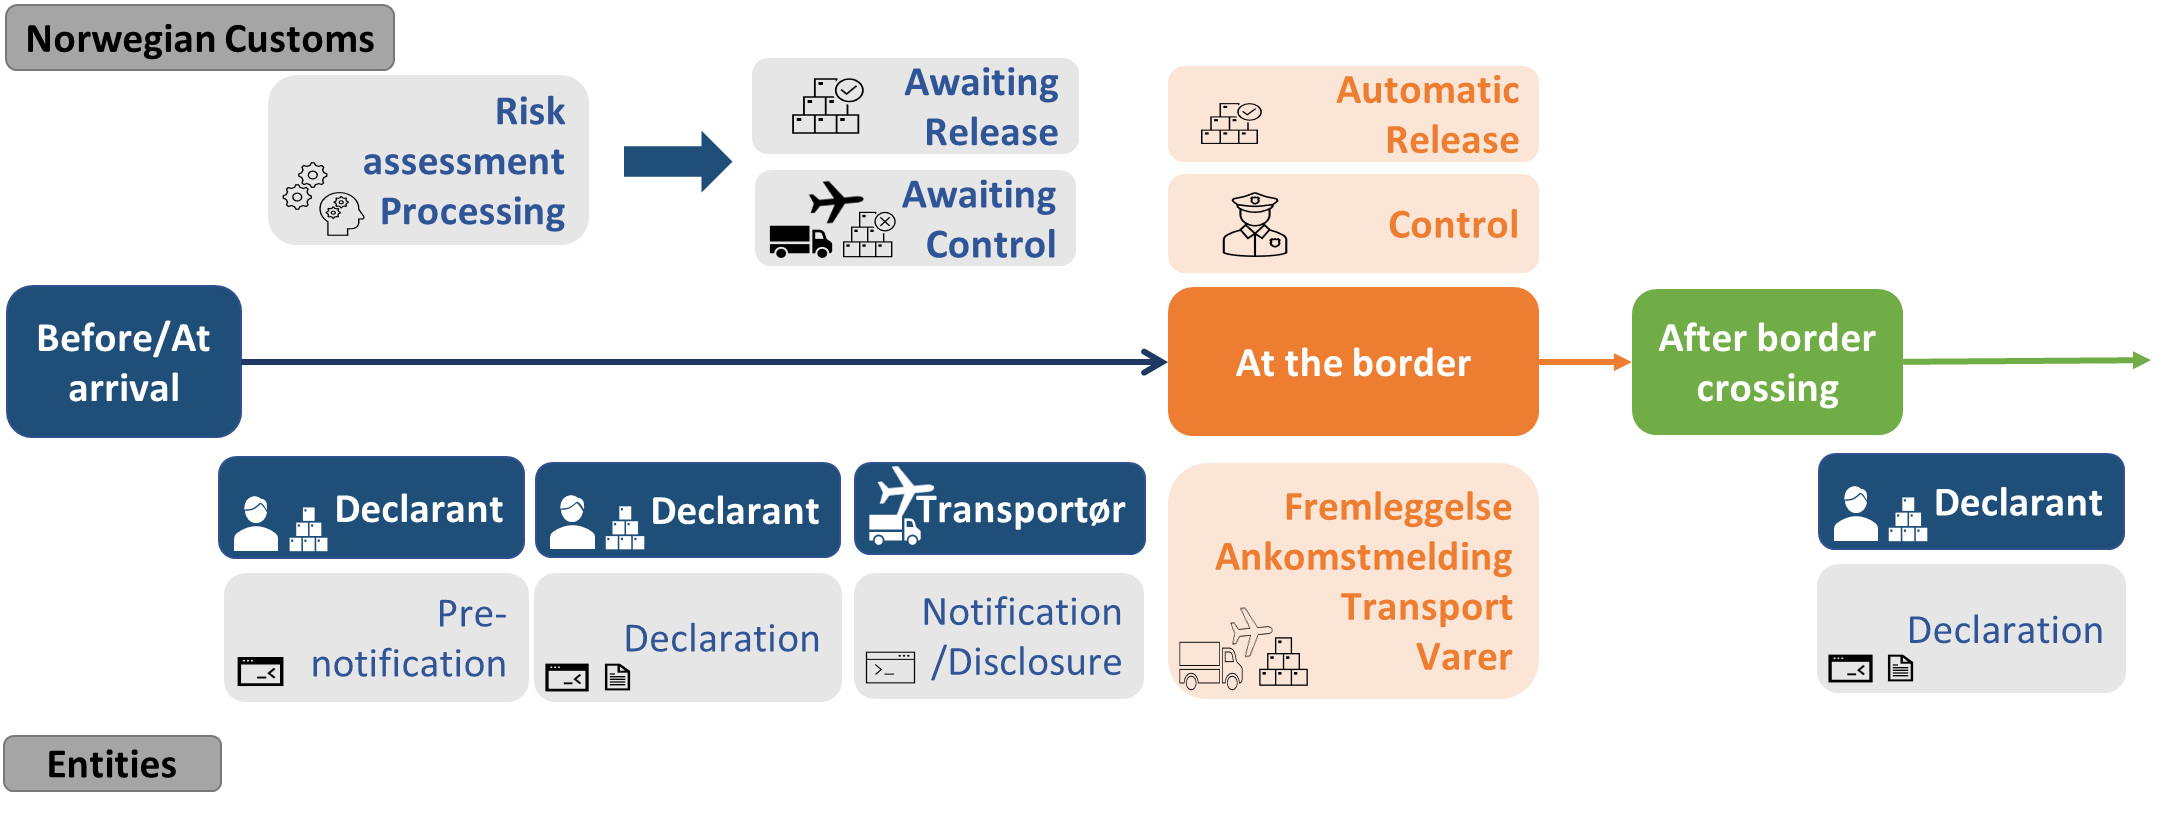 Norwegian Customs
Risk
assessment
Processing
Awaiting
Release
Awaiting
Control
Automatic
Release
Control
Before/At
arrival
At the border
After border
crossing
Declarant
Declarant
Transportør
Declarant
Pre-
notification
Declaration
Notification
/Disclosure
Fremleggelse
Ankomstmelding
Transport
Varer
Declaration
Entities